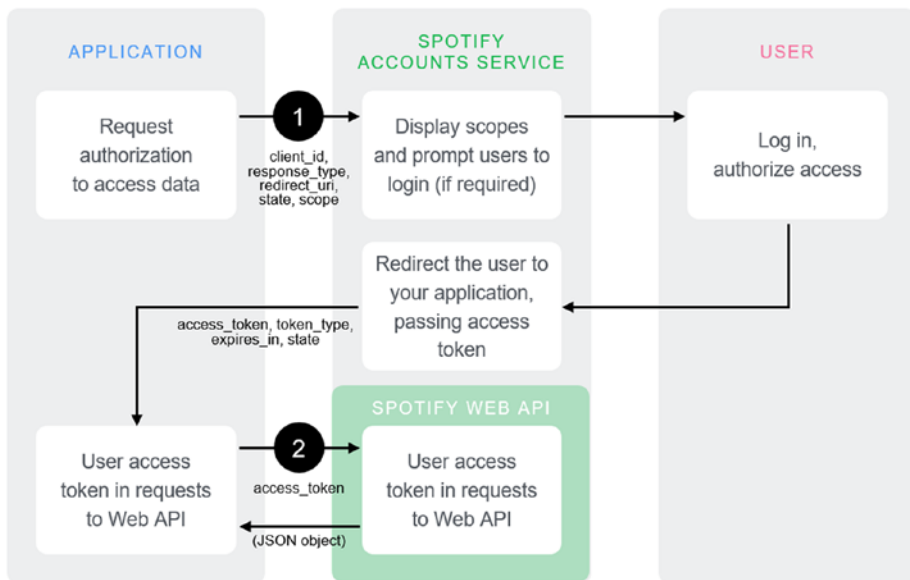 APPLICATION
SPOTIFY
ACCOUNTS SERVICE
USER
Request
authorization
to access data
1
client_id,
response_type,
redirect_uri,
state, scope
Display scopes
and prompt users to
login (if required)
Log in,
authorize access
Redirect the user to
your application,
passing access
token
access_token, token_type,
expires_in, state
SPOTIFY WEB API
User access
token in requests
to Web API
2
access_token
(JSON object)
User access
token in requests
to Web API